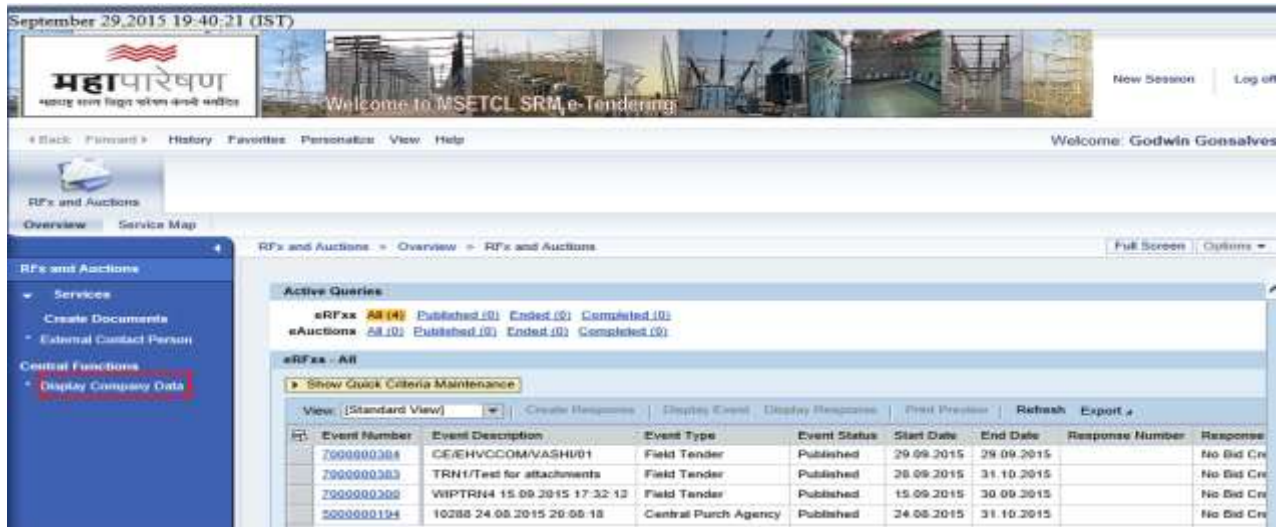 September 29,2015 19:40:21 (IST)
महापारेषण
महाराष्ट्र राज्य विद्युत पारेषण कंपनी मर्यादित
Welcome to MSETCL SRM e-Tendering
New Session Log off
Back Forward History Favorites Personalize View Help
Welcome: Godwin Gonsalves
RFx and Auctions
Overview Service Map
RFx and Auctions > Overview > RFx and Auctions
Full Screen Options
RFx and Auctions
Services
Create Documents
External Contact Person
Central Functions
Display Company Data
Active Queries
eRFxs All (4) Published (0) Ended (0) Completed (0)
eAuctions All (0) Published (0) Ended (0) Completed (0)
eRFxs - All
Show Quick Criteria Maintenance
View: [Standard View] Create Response Display Event Display Response Print Preview Refresh Export
Event Number Event Description Event Type Event Status Start Date End Date Response Number Response
7000000384 CE/EHVCCOM/VASHI/01 Field Tender Published 29.09.2015 29.09.2015 No Bid Cre
7000000383 TRN1/Test for attachments Field Tender Published 28.09.2015 31.10.2015 No Bid Cre
7000000300 WIPTRN4 15.09.2015 17:32:12 Field Tender Published 15.09.2015 30.09.2015 No Bid Cre
5000000194 10288 24.08.2015 20:08:18 Central Purch Agency Published 24.08.2015 31.10.2015 No Bid Cre